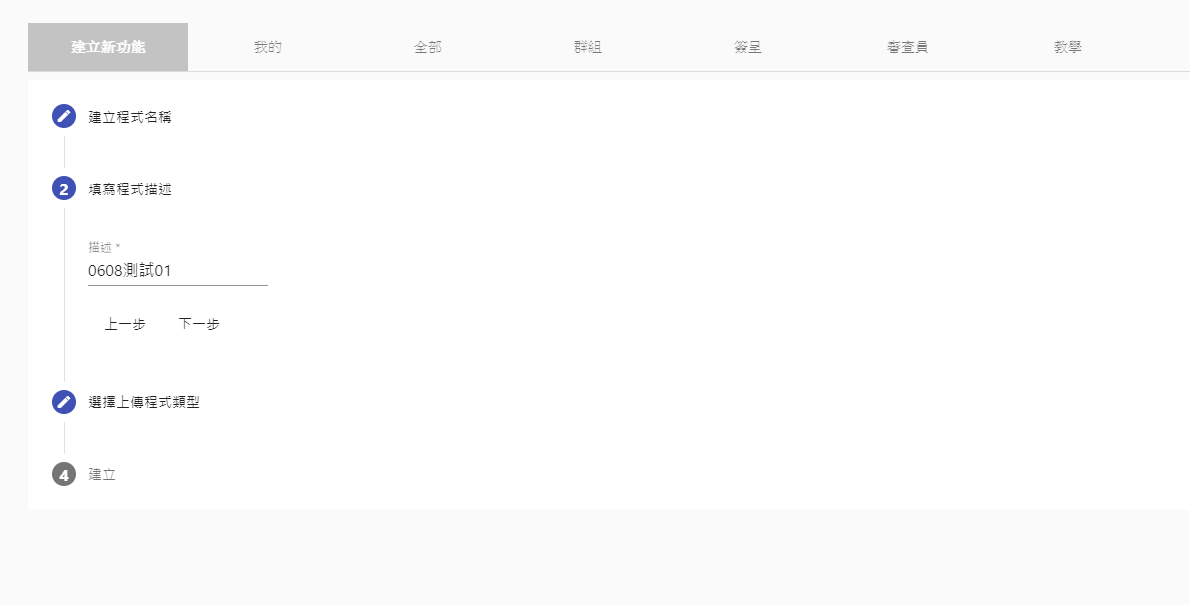 建立新功能 我的 全部 群組 簽呈 審查員 教學
建立程式名稱
2 填寫程式描述
描述 *
0608測試01
上一步 下一步
選擇上傳程式類型
4 建立